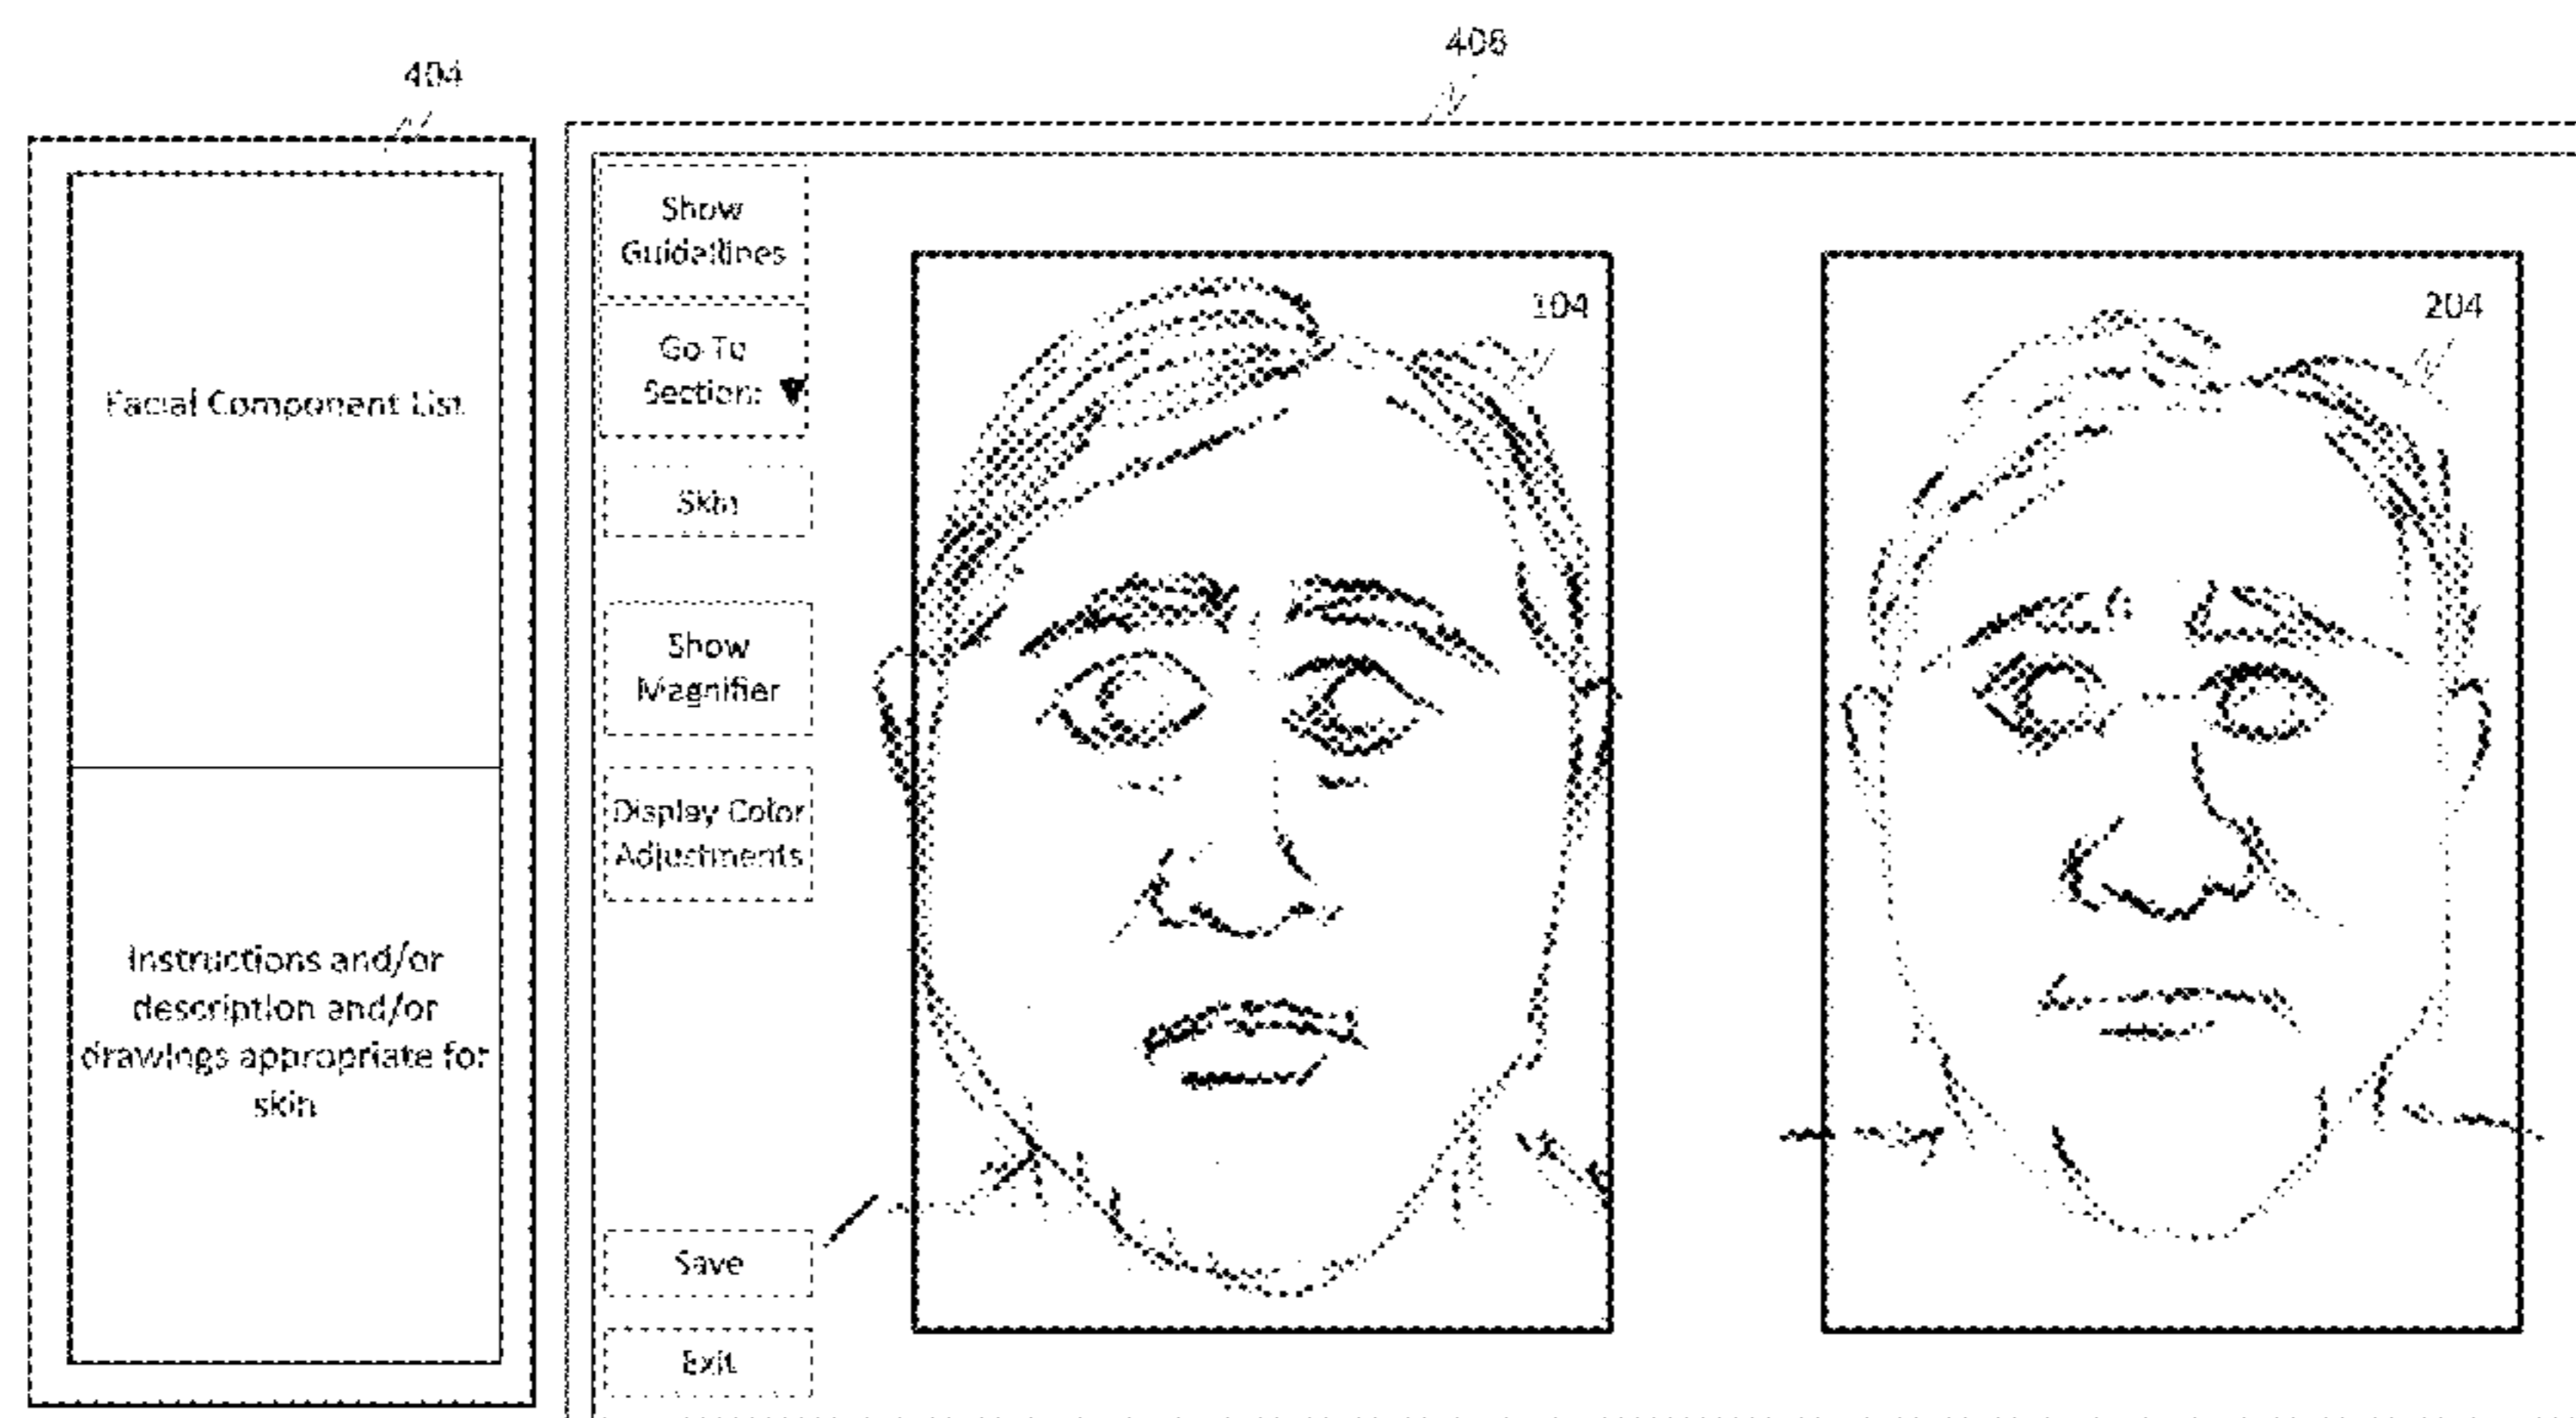 404
408
Facial Component List
Instructions and/or
description and/or
drawings appropriate for
skin
Show
Guidelines
Go To
Section:
Skin
Show
Magnifier
Display Color
Adjustments
Save
Exit
104
204